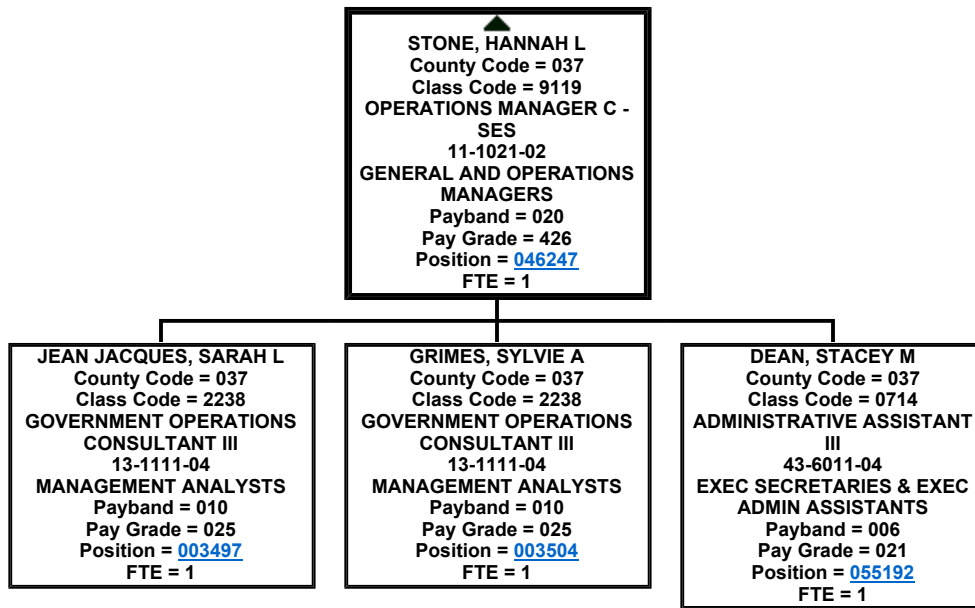 STONE, HANNAH L
County Code = 037
Class Code = 9119
OPERATIONS MANAGER C -
SES
11-1021-02
GENERAL AND OPERATIONS
MANAGERS
Payband = 020
Pay Grade = 426
Position = 046247
FTE = 1
JEAN JACQUES, SARAH L
County Code = 037
Class Code = 2238
GOVERNMENT OPERATIONS
CONSULTANT III
13-1111-04
MANAGEMENT ANALYSTS
Payband = 010
Pay Grade = 025
Position = 003497
FTE = 1
GRIMES, SYLVIE A
County Code = 037
Class Code = 2238
GOVERNMENT OPERATIONS
CONSULTANT III
13-1111-04
MANAGEMENT ANALYSTS
Payband = 010
Pay Grade = 025
Position = 003504
FTE = 1
DEAN, STACEY M
County Code = 037
Class Code = 0714
ADMINISTRATIVE ASSISTANT
III
43-6011-04
EXEC SECRETARIES & EXEC
ADMIN ASSISTANTS
Payband = 006
Pay Grade = 021
Position = 055192
FTE = 1